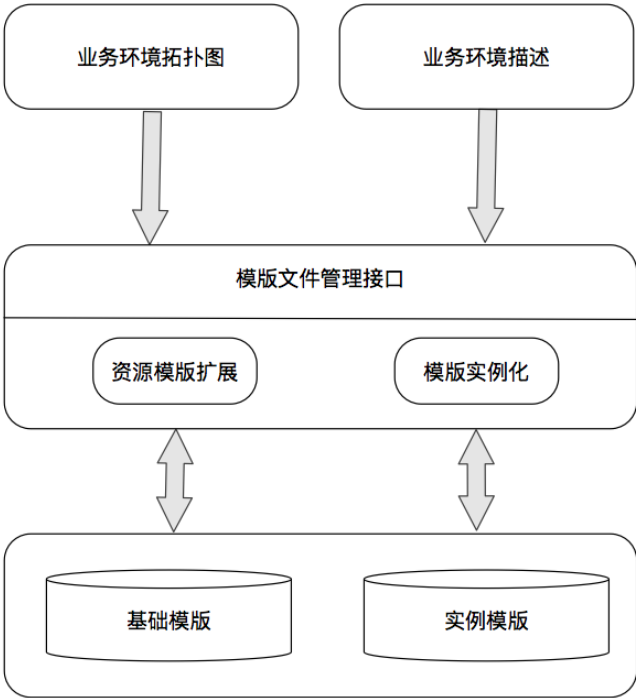 业务环境拓扑图
业务环境描述
模版文件管理接口
资源模版扩展
模版实例化
基础模版
实例模版